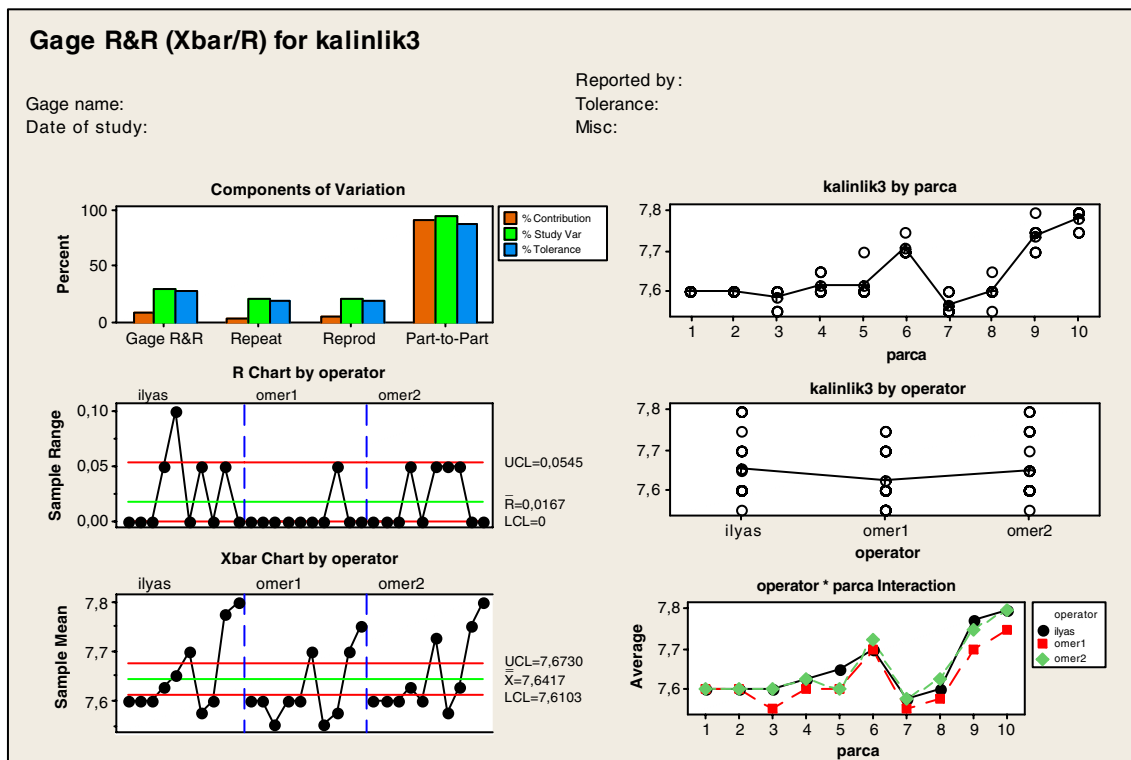 Gage R&R (Xbar/R) for kalinlik3
Gage name:
Date of study:
Reported by:
Tolerance:
Misc:
Components of Variation
Percent
100
50
0
Gage R&R Repeat Reprod Part-to-Part
% Contribution
% Study Var
% Tolerance
R Chart by operator
ilyas omer1 omer2
Sample Range
0,10
0,05
0,00
UCL=0,0545
R=0,0167
LCL=0
Xbar Chart by operator
ilyas omer1 omer2
Sample Mean
7,8
7,7
7,6
UCL=7,6730
X=7,6417
LCL=7,6103
kalinlik3 by parca
7,8
7,7
7,6
1 2 3 4 5 6 7 8 9 10
parca
kalinlik3 by operator
7,8
7,7
7,6
ilyas omer1 omer2
operator
operator * parca Interaction
Average
7,8
7,7
7,6
1 2 3 4 5 6 7 8 9 10
parca
operator
ilyas
omer1
omer2